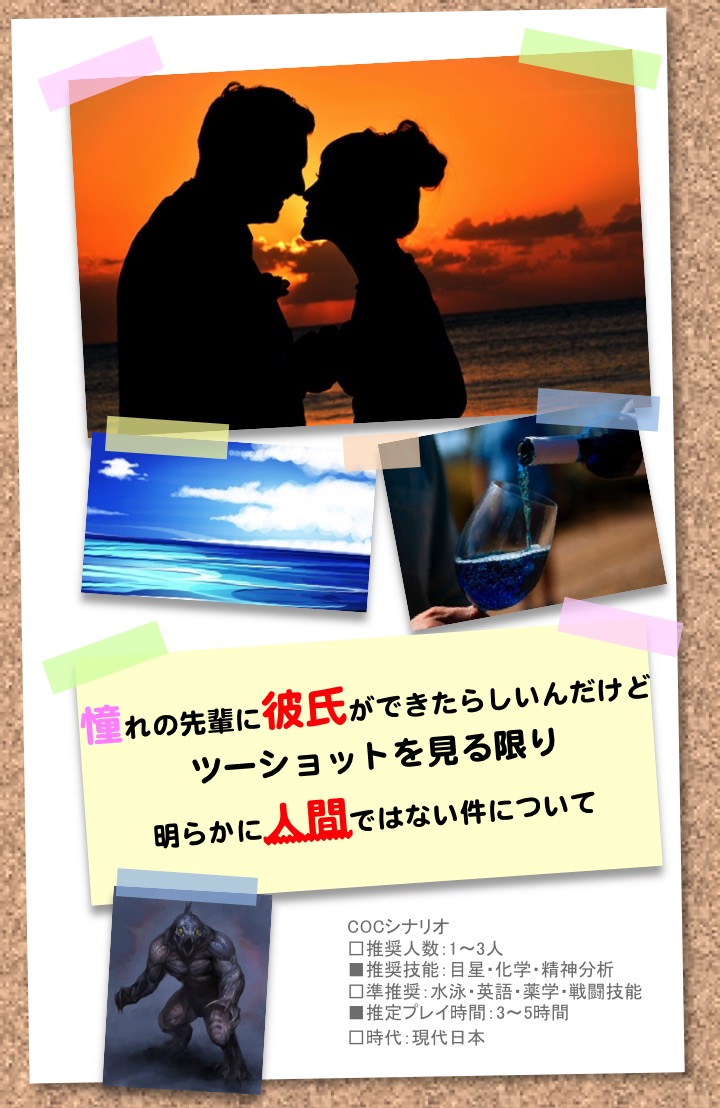 憧れの先輩に彼氏ができたらしいんだけど
ツーショットを見る限り
明らかに人間ではない件について
COCシナリオ
□推奨人数:1〜3人
■推奨技能:目星・化学・精神分析
□準推奨:水泳・英語・薬学・戦闘技能
■推定プレイ時間:3〜5時間
□時代:現代日本